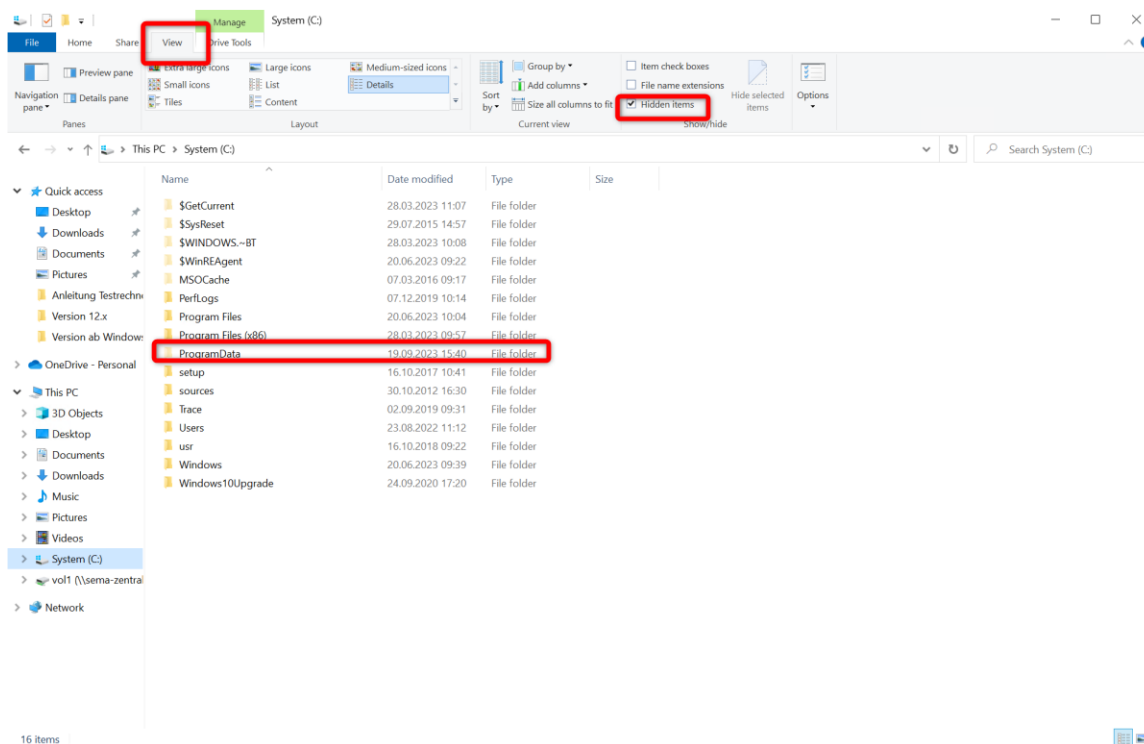 Manage System (C:)
File Home Share View Drive Tools
Navigation pane
Preview pane
Details pane
Panes
Extra large icons Large icons Medium-sized icons
Small icons List Details
Tiles Content
Layout
Sort by
Group by
Add columns
Size all columns to fit
Current view
Item check boxes
File name extensions
Hidden items
Hide selected items
Show/hide
Options
This PC > System (C:)
Search System (C:)
Name Date modified Type Size
Quick access
Desktop
Downloads
Documents
Pictures
Anleitung Testrechn
Version 12.x
Version ab Window
OneDrive - Personal
This PC
3D Objects
Desktop
Documents
Downloads
Music
Pictures
Videos
System (C:)
vol1 (\\sema-zentral
Network
$GetCurrent 28.03.2023 11:07 File folder
$SysReset 29.07.2015 14:57 File folder
$WINDOWS.~BT 28.03.2023 10:08 File folder
$WinREAgent 20.06.2023 09:22 File folder
MSOCache 07.03.2016 09:17 File folder
PerfLogs 07.12.2019 10:14 File folder
Program Files 20.06.2023 10:04 File folder
Program Files (x86) 28.03.2023 09:57 File folder
ProgramData 19.09.2023 15:40 File folder
setup 16.10.2017 10:41 File folder
sources 30.10.2012 16:30 File folder
Trace 02.09.2019 09:31 File folder
Users 23.08.2022 11:12 File folder
usr 16.10.2018 09:22 File folder
Windows 20.06.2023 09:39 File folder
Windows10Upgrade 24.09.2020 17:20 File folder
16 items